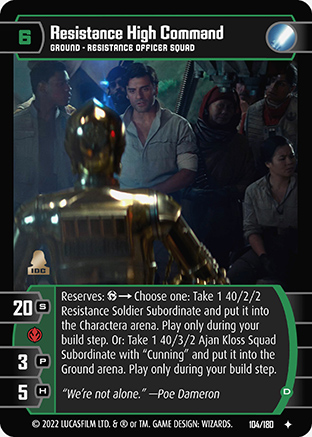 6 Resistance High Command
GROUND - RESISTANCE OFFICER SQUAD
IDC
20 S
3 P
5 H
Reserves: → Choose one: Take 1 40/2/2
Resistance Soldier Subordinate and put it into
the Charactera arena. Play only during your
build step. Or: Take 1 40/3/2 Ajan Kloss Squad
Subordinate with “Cunning” and put it into the
Ground arena. Play only during your build step.
“We’re not alone.” —Poe Dameron
D
© 2022 LUCASFILM LTD. & ® or TM. GAME DESIGN: WIZARDS. 104/180